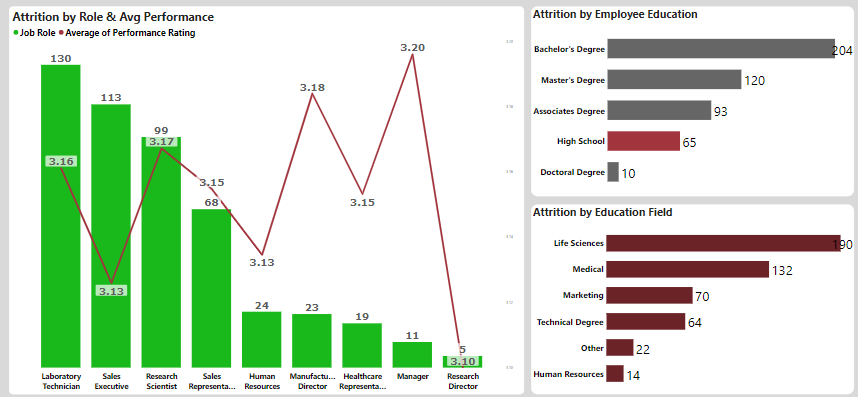 Attrition by Role & Avg Performance
Job Role Average of Performance Rating
130
113
99
68
24
23
19
11
5
3.16
3.13
3.17
3.15
3.13
3.18
3.15
3.20
3.10
Laboratory Technician
Sales Executive
Research Scientist
Sales Representa...
Human Resources
Manufactu... Director
Healthcare Representa...
Manager
Research Director
Attrition by Employee Education
Bachelor's Degree 204
Master's Degree 120
Associates Degree 93
High School 65
Doctoral Degree 10
Attrition by Education Field
Life Sciences 190
Medical 132
Marketing 70
Technical Degree 64
Other 22
Human Resources 14